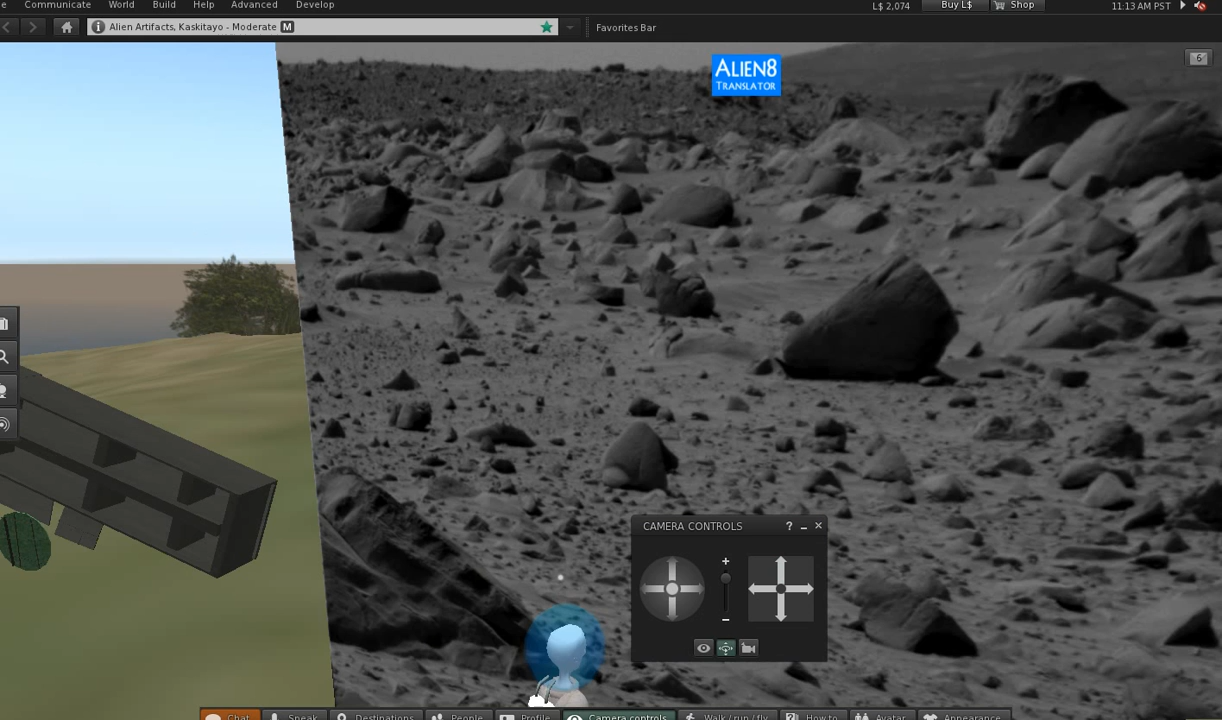 Communicate World Build Help Advanced Develop L$ 2,074 Buy L$ Shop 11:13 AM PST
Alien Artifacts, Kaskitayo - Moderate M Favorites Bar
6
ALIEN8
TRANSLATOR
CAMERA CONTROLS ?
Chat Speak Destinations People Profile Camera controls Walk / run / fly How to Avatar Appearance